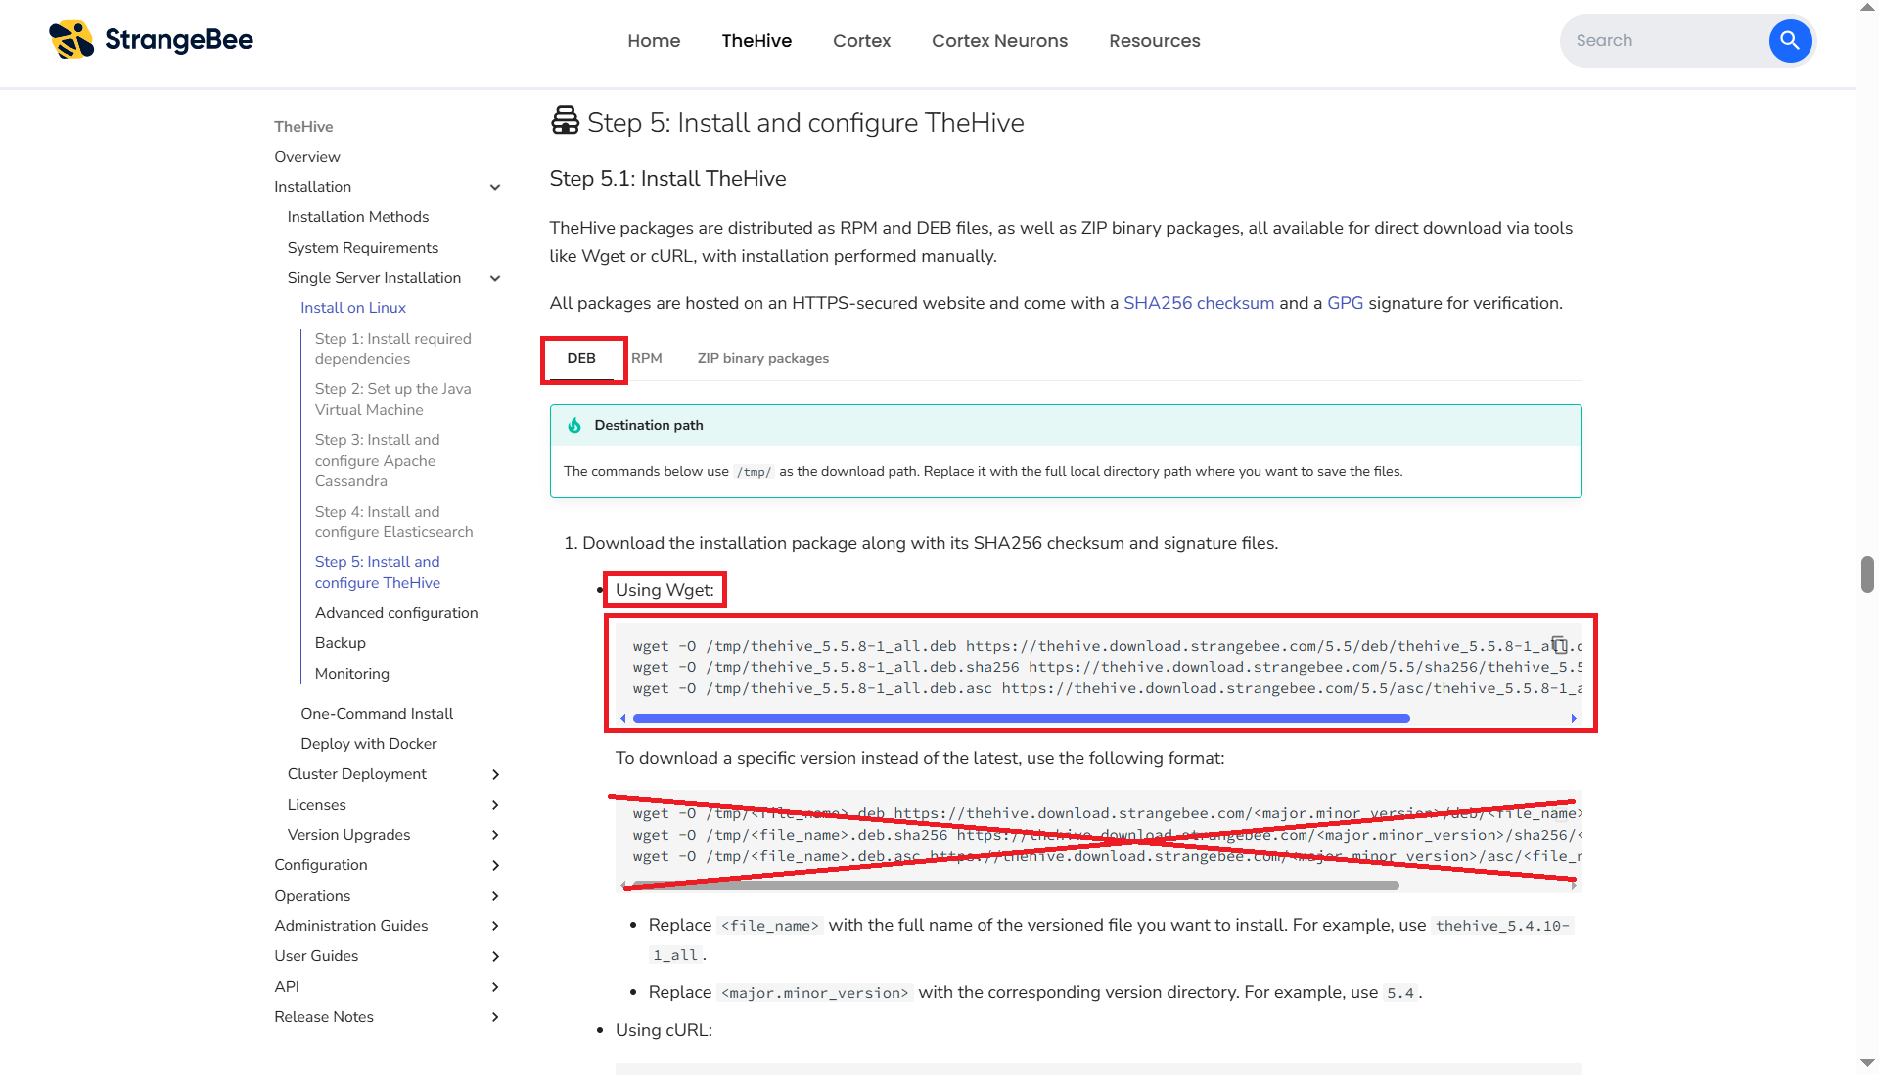 StrangeBee
Home
TheHive
Cortex
Cortex Neurons
Resources
Search
TheHive
Overview
Installation
Installation Methods
System Requirements
Single Server Installation
Install on Linux
Step 1: Install required
dependencies
Step 2: Set up the Java
Virtual Machine
Step 3: Install and
configure Apache
Cassandra
Step 4: Install and
configure Elasticsearch
Step 5: Install and
configure TheHive
Advanced configuration
Backup
Monitoring
One-Command Install
Deploy with Docker
Cluster Deployment
Licenses
Version Upgrades
Configuration
Operations
Administration Guides
User Guides
API
Release Notes
Step 5: Install and configure TheHive
Step 5.1: Install TheHive
TheHive packages are distributed as RPM and DEB files, as well as ZIP binary packages, all available for direct download via tools
like Wget or cURL, with installation performed manually.
All packages are hosted on an HTTPS-secured website and come with a SHA256 checksum and a GPG signature for verification.
DEB
RPM
ZIP binary packages
Destination path
The commands below use /tmp/ as the download path. Replace it with the full local directory path where you want to save the files.
1. Download the installation package along with its SHA256 checksum and signature files.
• Using Wget:
wget -O /tmp/thehive_5.5.8-1_all.deb https://thehive.download.strangebee.com/5.5/deb/thehive_5.5.8-1_all.d
wget -O /tmp/thehive_5.5.8-1_all.deb.sha256 https://thehive.download.strangebee.com/5.5/sha256/thehive_5.5
wget -O /tmp/thehive_5.5.8-1_all.deb.asc https://thehive.download.strangebee.com/5.5/asc/thehive_5.5.8-1_a
To download a specific version instead of the latest, use the following format:
wget -O /tmp/<file_name>.deb https://thehive.download.strangebee.com/<major.minor_version>/deb/<file_name>
wget -O /tmp/<file_name>.deb.sha256 https://thehive.download.strangebee.com/<major.minor_version>/sha256/<
wget -O /tmp/<file_name>.deb.asc https://thehive.download.strangebee.com/<major.minor_version>/asc/<file_n
• Replace <file_name> with the full name of the versioned file you want to install. For example, use thehive_5.4.10-
1_all.
• Replace <major.minor_version> with the corresponding version directory. For example, use 5.4.
• Using cURL: